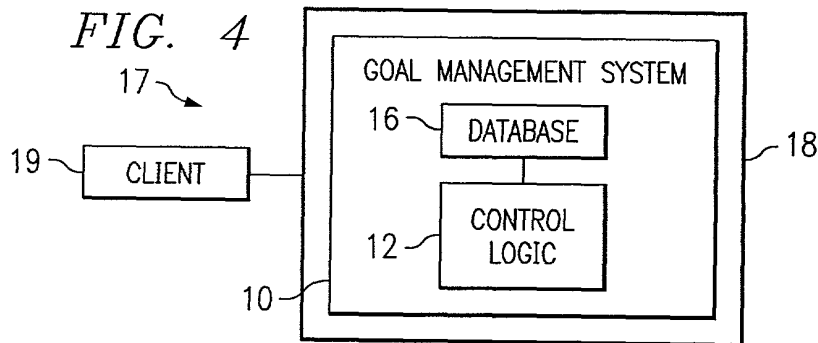 FIG. 4
17
GOAL MANAGEMENT SYSTEM
16
DATABASE
18
19
CLIENT
12
CONTROL
LOGIC
10